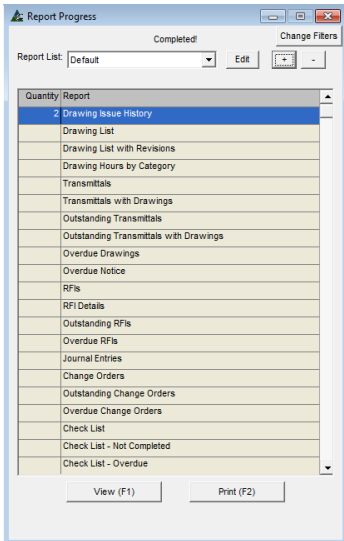 Report Progress
Completed!
Change Filters
Report List: Default Edit + -
Quantity Report
2 Drawing Issue History
Drawing List
Drawing List with Revisions
Drawing Hours by Category
Transmittals
Transmittals with Drawings
Outstanding Transmittals
Outstanding Transmittals with Drawings
Overdue Drawings
Overdue Notice
RFIs
RFI Details
Outstanding RFIs
Overdue RFIs
Journal Entries
Change Orders
Outstanding Change Orders
Overdue Change Orders
Check List
Check List - Not Completed
Check List - Overdue
View (F1) Print (F2)